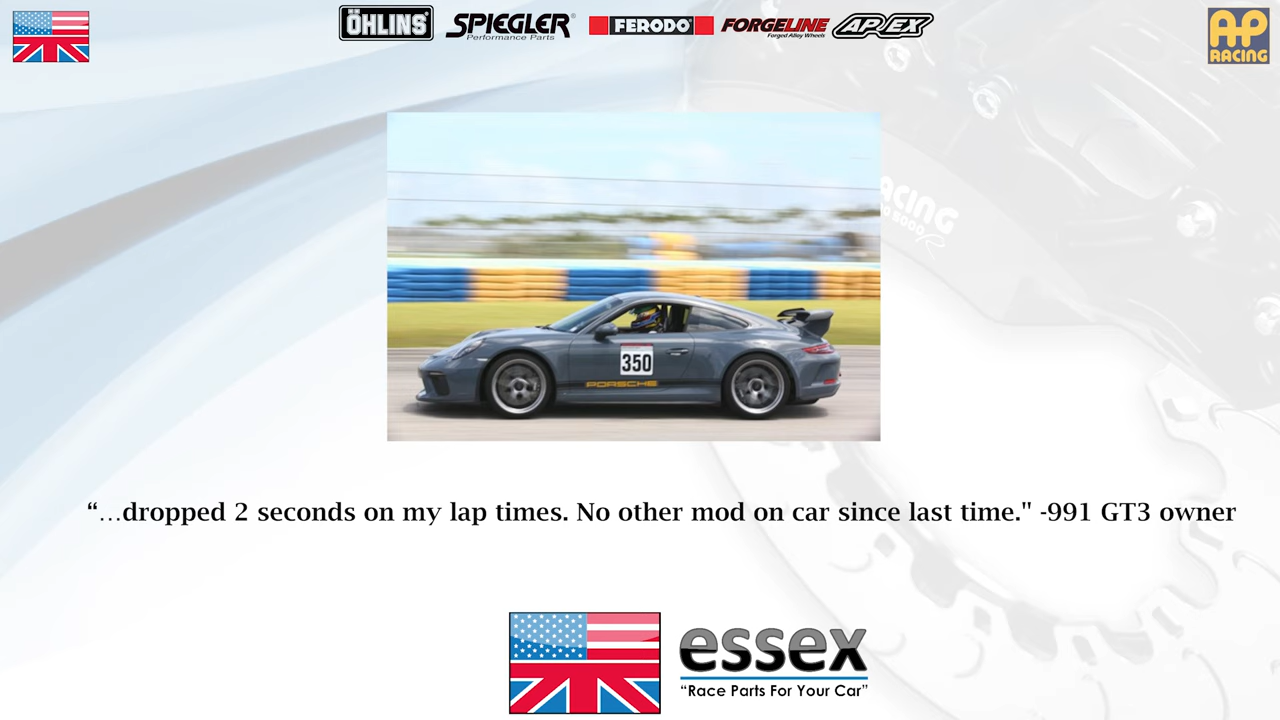 ÖHLINS
SPIEGLER
Performance Parts
FERODO
FORGELINE
Forged Alloy Wheels
APEX
AP
RACING
RACING
5000
350
PORSCHE
“...dropped 2 seconds on my lap times. No other mod on car since last time." -991 GT3 owner
essex
“Race Parts For Your Car”